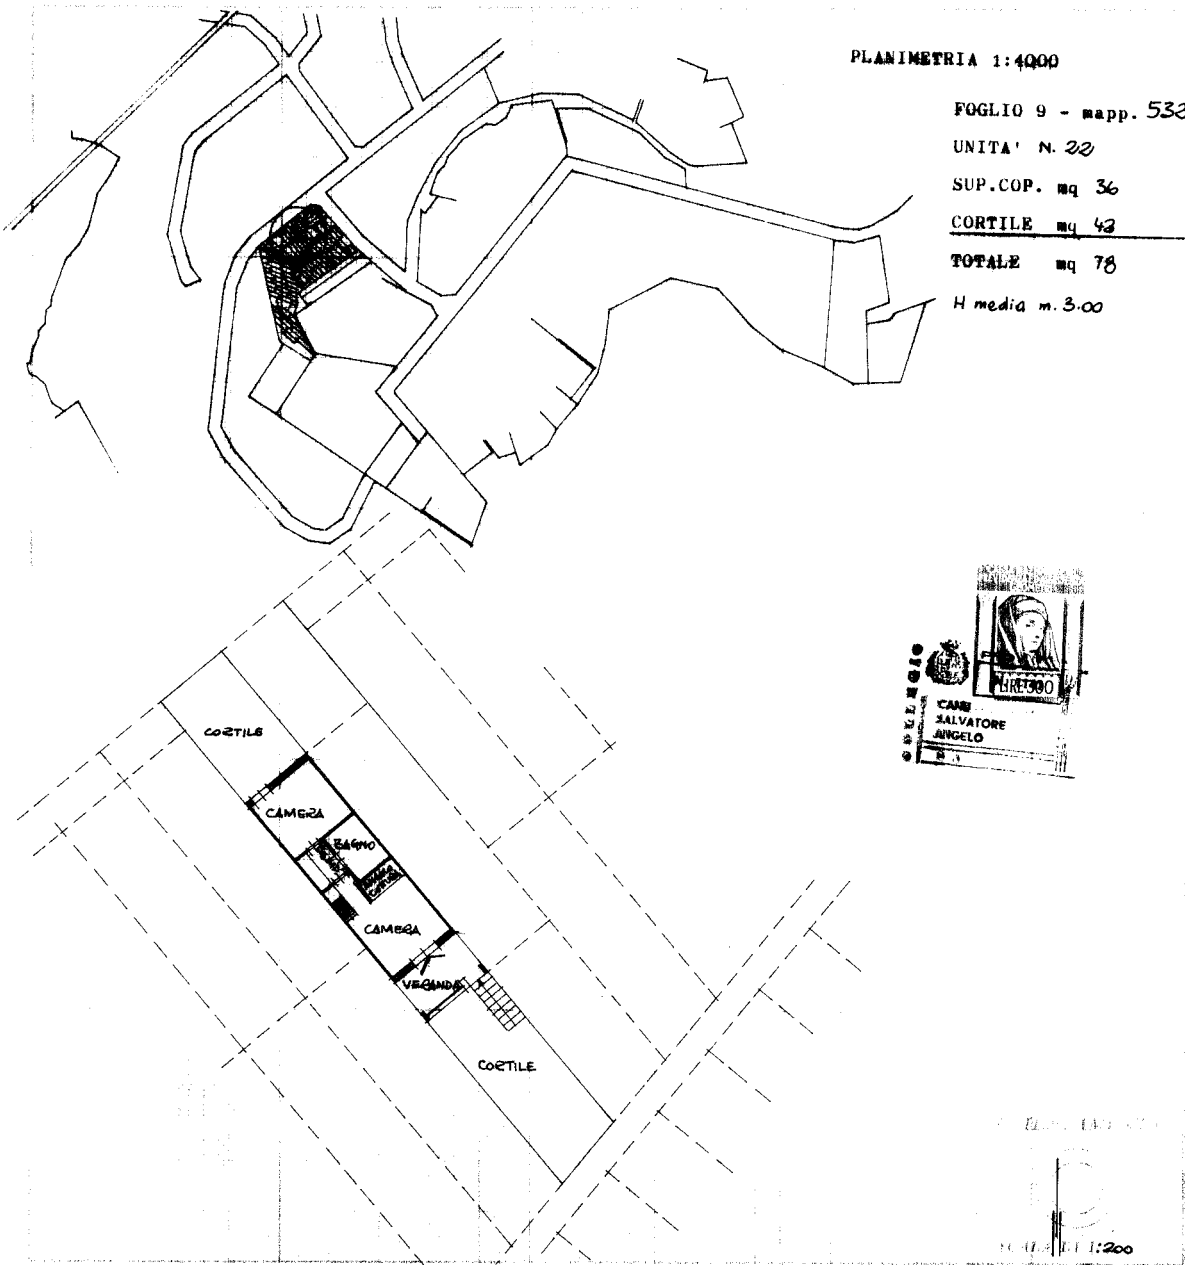 PLANIMETRIA 1:4000
FOGLIO 9 - mapp. 532
UNITA' N. 22
SUP.COP. mq 36
CORTILE mq 42
TOTALE mq 78
H media m. 3.00
LIRE 300
SALVATORE
ANGELO
CORTILE
CAMERA
BAGNO
CAMERA
VERANDA
CORTILE
1:200